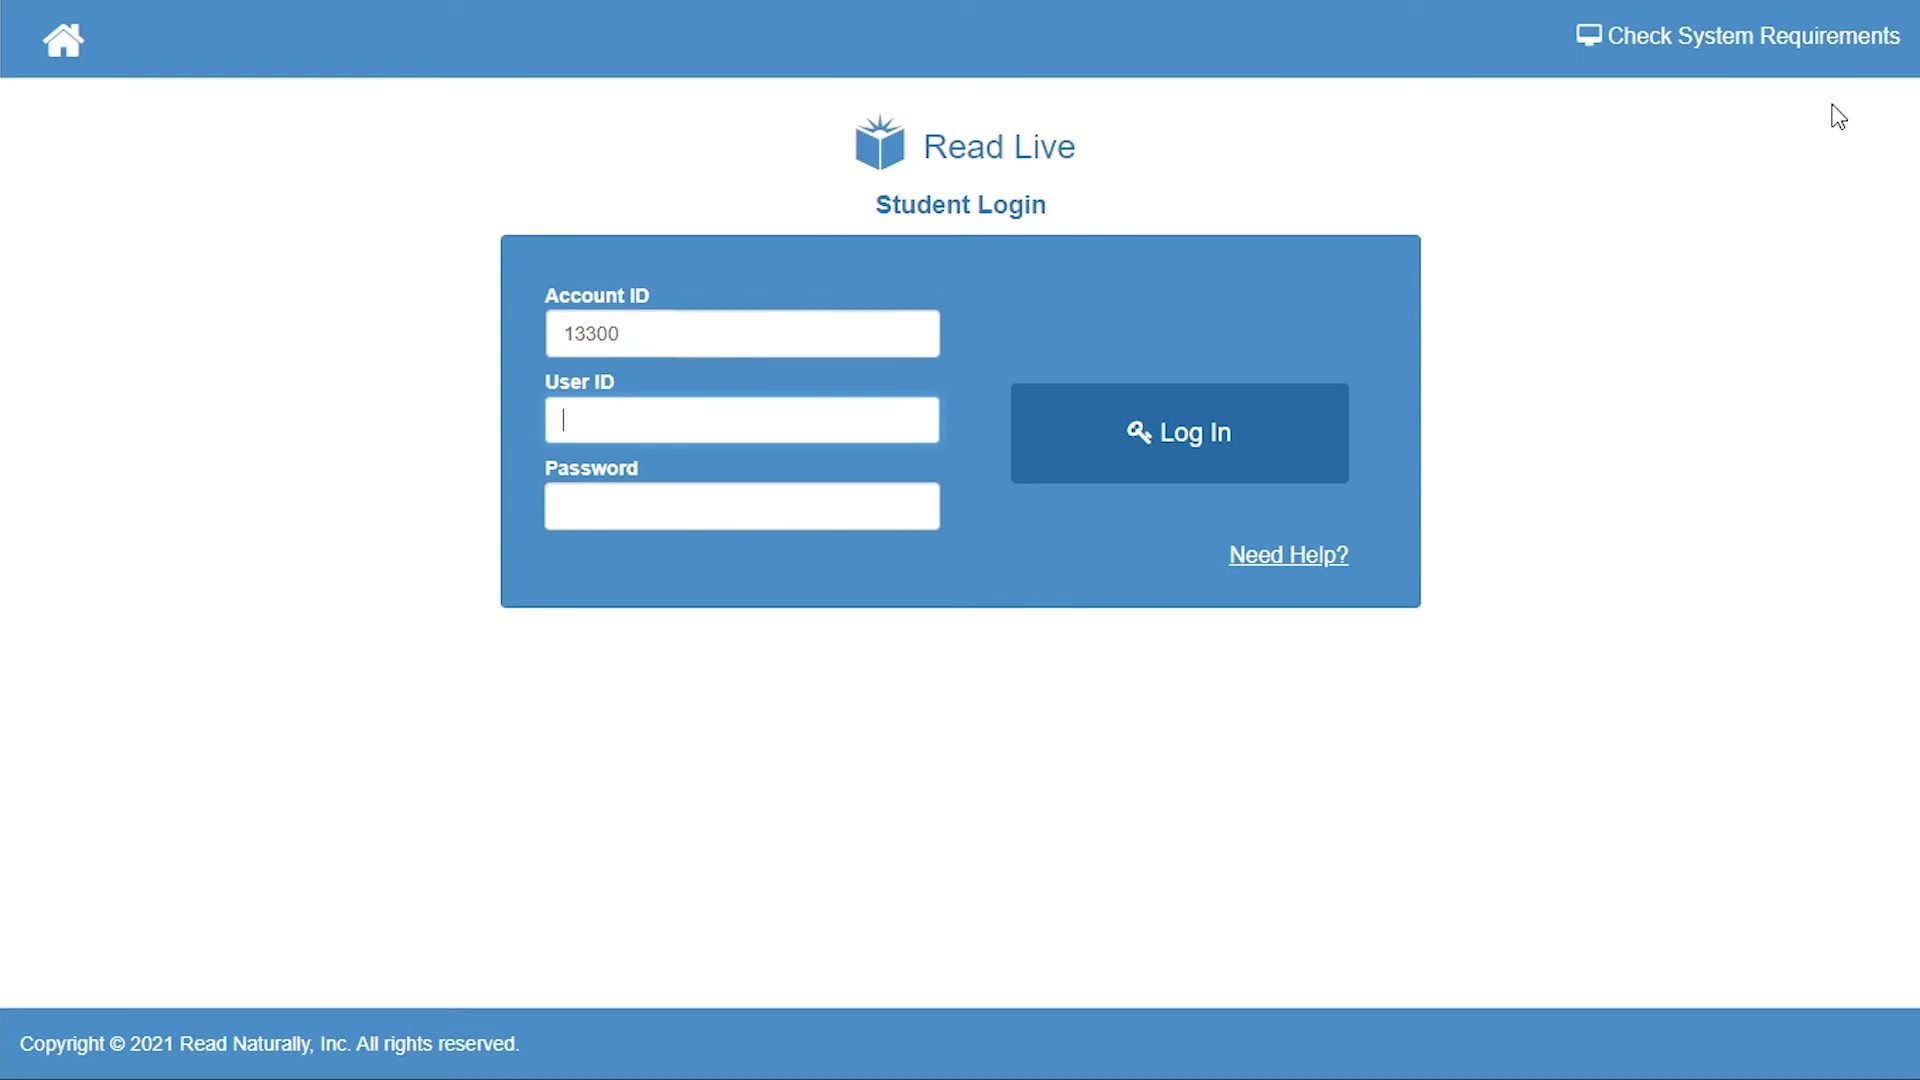 Check System Requirements
Read Live
Student Login
Account ID
13300
User ID
Log In
Password
Need Help?
Copyright © 2021 Read Naturally, Inc. All rights reserved.